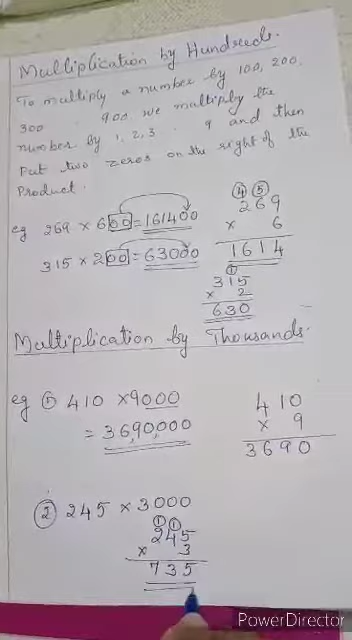 Multiplication by Hundreds.
To multiply a number by 100, 200,
300 . . 900 we multiply the
number by 1, 2, 3 . . 9 and then
Put two zeros on the right of the
Product.
eg 269 × 600 = 161400
315 × 200 = 63000
④ ⑤
269
× 6
1614
①
315
× 2
630
Multiplication by Thousands.
eg ① 410 × 9000
= 36,90,000
410
× 9
3690
② 245 × 3000
① ①
245
× 3
735
PowerDirector